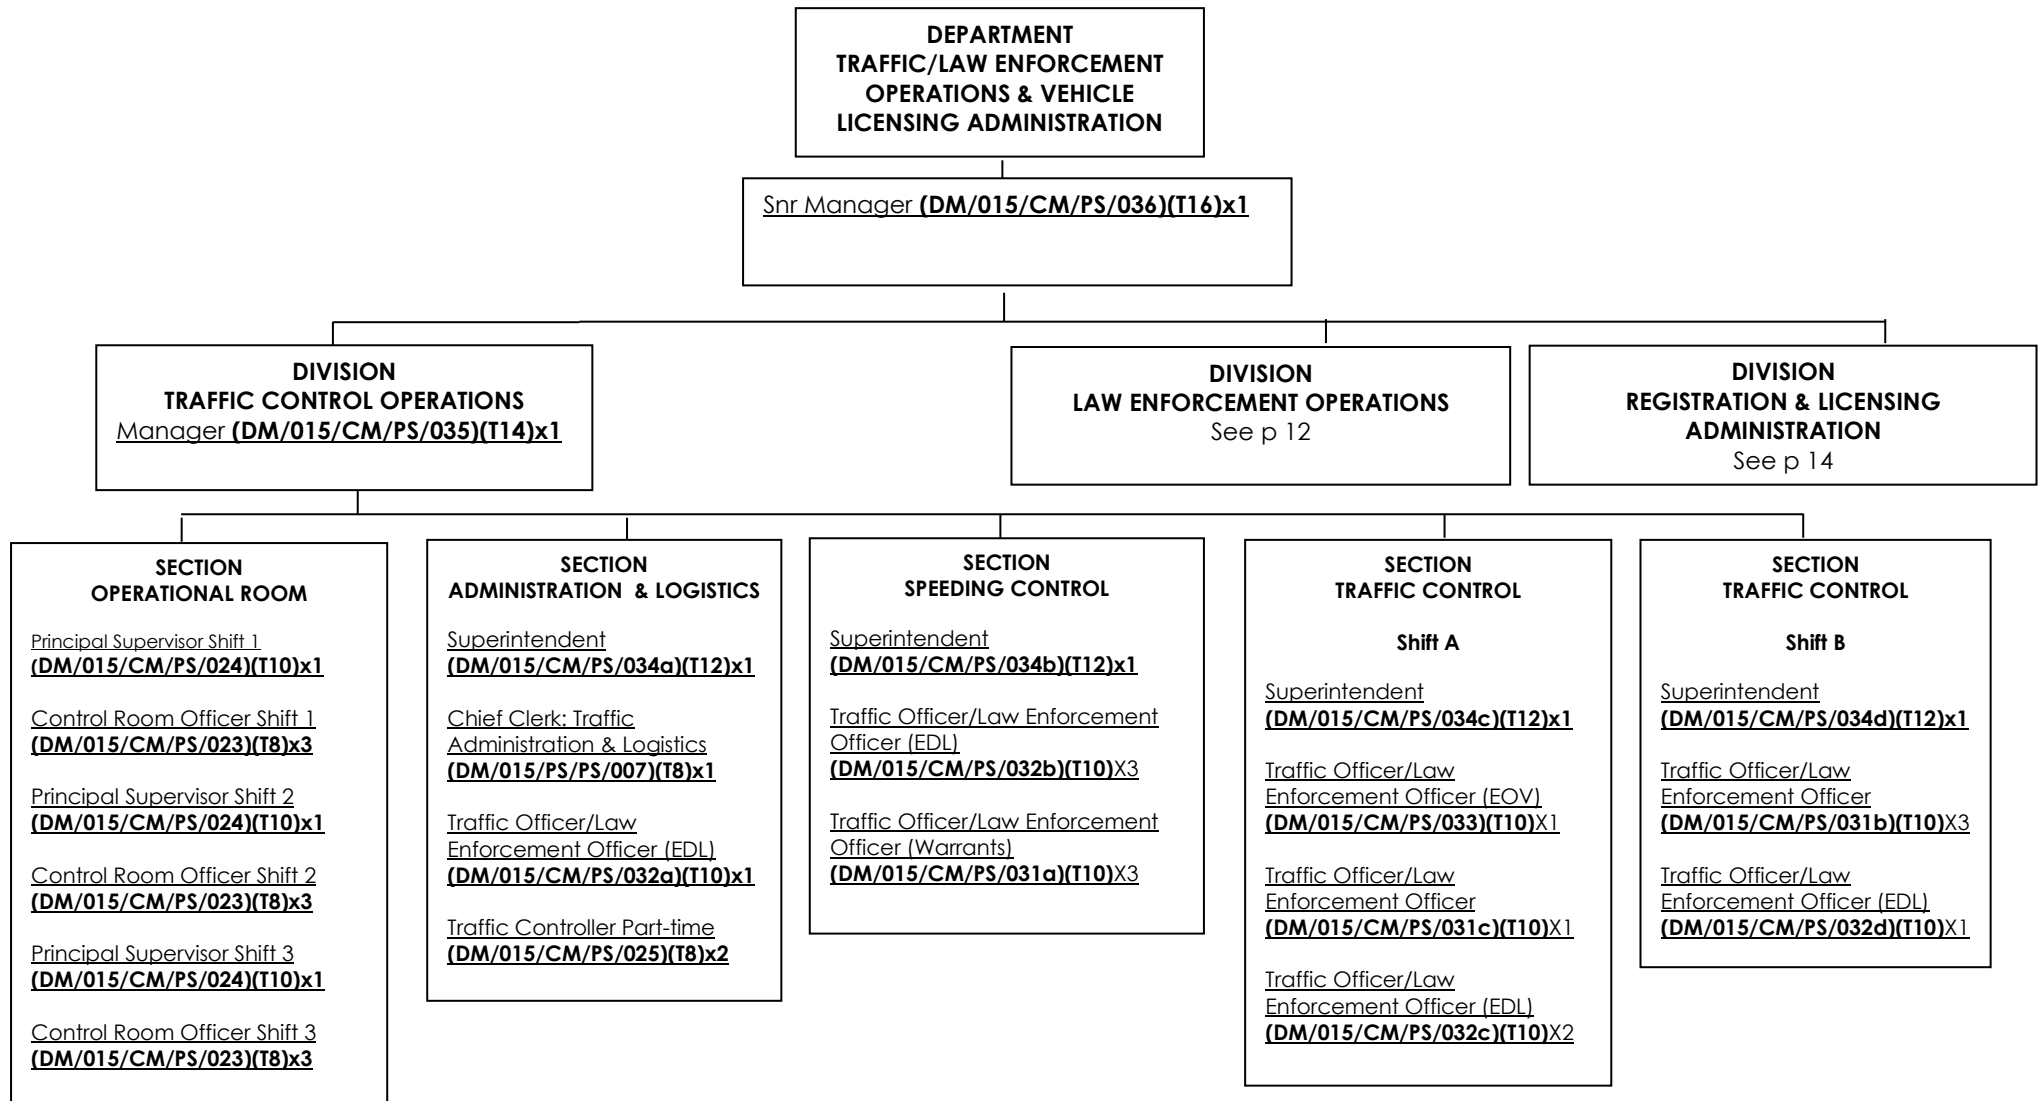 DEPARTMENT
TRAFFIC/LAW ENFORCEMENT
OPERATIONS & VEHICLE
LICENSING ADMINISTRATION
Snr Manager (DM/015/CM/PS/036)(T16)x1
DIVISION
TRAFFIC CONTROL OPERATIONS
Manager (DM/015/CM/PS/035)(T14)x1
DIVISION
LAW ENFORCEMENT OPERATIONS
See p 12
DIVISION
REGISTRATION & LICENSING
ADMINISTRATION
See p 14
SECTION
OPERATIONAL ROOM
Principal Supervisor Shift 1
(DM/015/CM/PS/024)(T10)x1
Control Room Officer Shift 1
(DM/015/CM/PS/023)(T8)x3
Principal Supervisor Shift 2
(DM/015/CM/PS/024)(T10)x1
Control Room Officer Shift 2
(DM/015/CM/PS/023)(T8)x3
Principal Supervisor Shift 3
(DM/015/CM/PS/024)(T10)x1
Control Room Officer Shift 3
(DM/015/CM/PS/023)(T8)x3
SECTION
ADMINISTRATION & LOGISTICS
Superintendent
(DM/015/CM/PS/034a)(T12)x1
Chief Clerk: Traffic
Administration & Logistics
(DM/015/PS/PS/007)(T8)x1
Traffic Officer/Law
Enforcement Officer (EDL)
(DM/015/CM/PS/032a)(T10)x1
Traffic Controller Part-time
(DM/015/CM/PS/025)(T8)x2
SECTION
SPEEDING CONTROL
Superintendent
(DM/015/CM/PS/034b)(T12)x1
Traffic Officer/Law Enforcement
Officer (EDL)
(DM/015/CM/PS/032b)(T10)X3
Traffic Officer/Law Enforcement
Officer (Warrants)
(DM/015/CM/PS/031a)(T10)X3
SECTION
TRAFFIC CONTROL
Shift A
Superintendent
(DM/015/CM/PS/034c)(T12)x1
Traffic Officer/Law
Enforcement Officer (EOV)
(DM/015/CM/PS/033)(T10)X1
Traffic Officer/Law
Enforcement Officer
(DM/015/CM/PS/031c)(T10)X1
Traffic Officer/Law
Enforcement Officer (EDL)
(DM/015/CM/PS/032c)(T10)X2
SECTION
TRAFFIC CONTROL
Shift B
Superintendent
(DM/015/CM/PS/034d)(T12)x1
Traffic Officer/Law
Enforcement Officer
(DM/015/CM/PS/031b)(T10)X3
Traffic Officer/Law
Enforcement Officer (EDL)
(DM/015/CM/PS/032d)(T10)X1